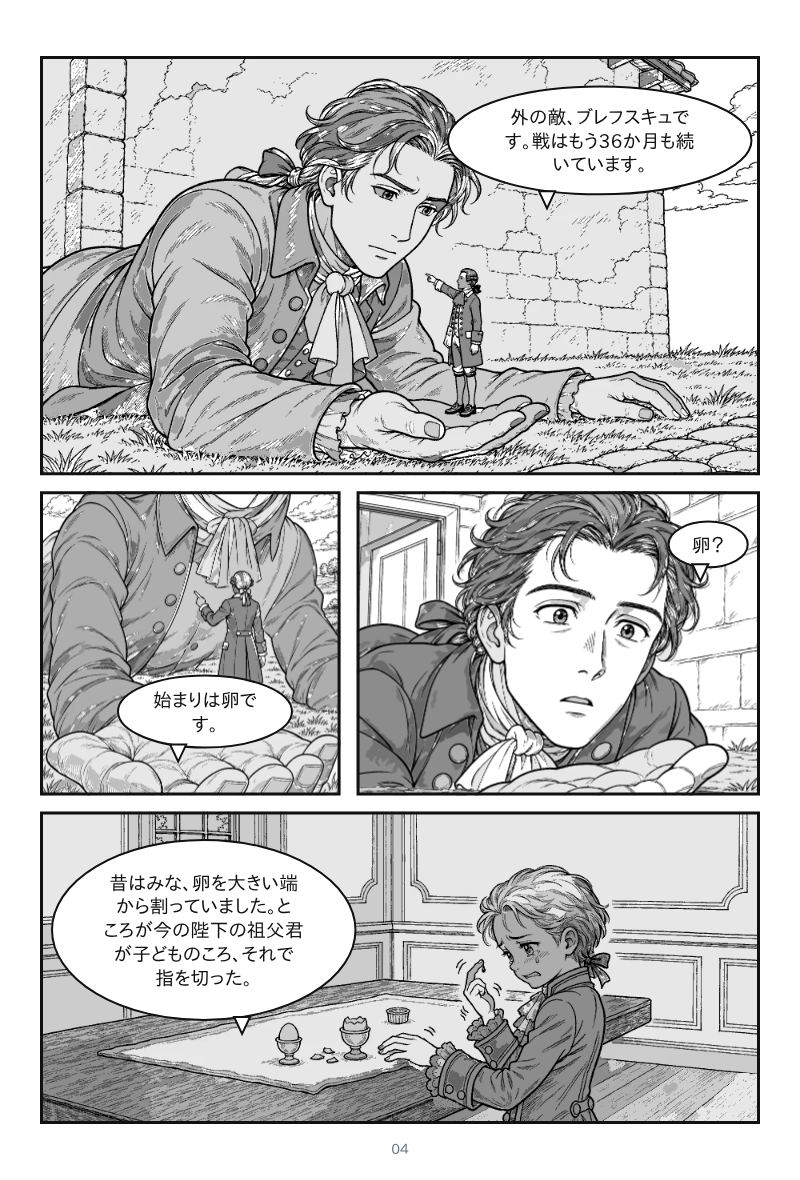 外の敵、ブレフスキュで
す。戦はもう36か月も続
いています。
始まりは卵で
す。
卵？
昔はみな、卵を大きい端
から割っていました。と
ころが今の陛下の祖父君
が子どものころ、それで
指を切った。
04